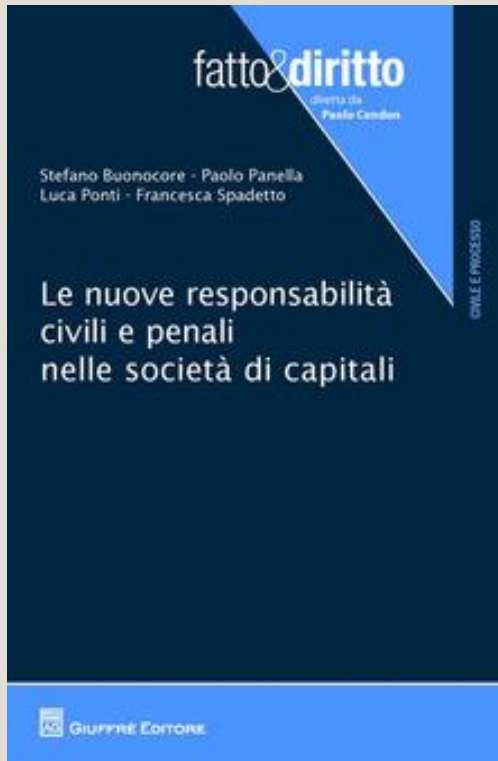 fatto&diritto
diretta da
Paolo Cendon
Stefano Buonocore - Paolo Panella
Luca Ponti - Francesca Spadetto
CIVILE E PROCESSO
Le nuove responsabilità
civili e penali
nelle società di capitali
GIUFFRÈ EDITORE